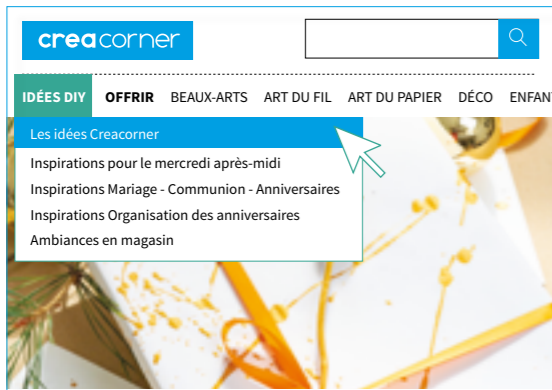 creacorner
IDÉES DIY OFFRIR BEAUX-ARTS ART DU FIL ART DU PAPIER DÉCO ENFAN
Les idées Creacorner
Inspirations pour le mercredi après-midi
Inspirations Mariage - Communion - Anniversaires
Inspirations Organisation des anniversaires
Ambiances en magasin